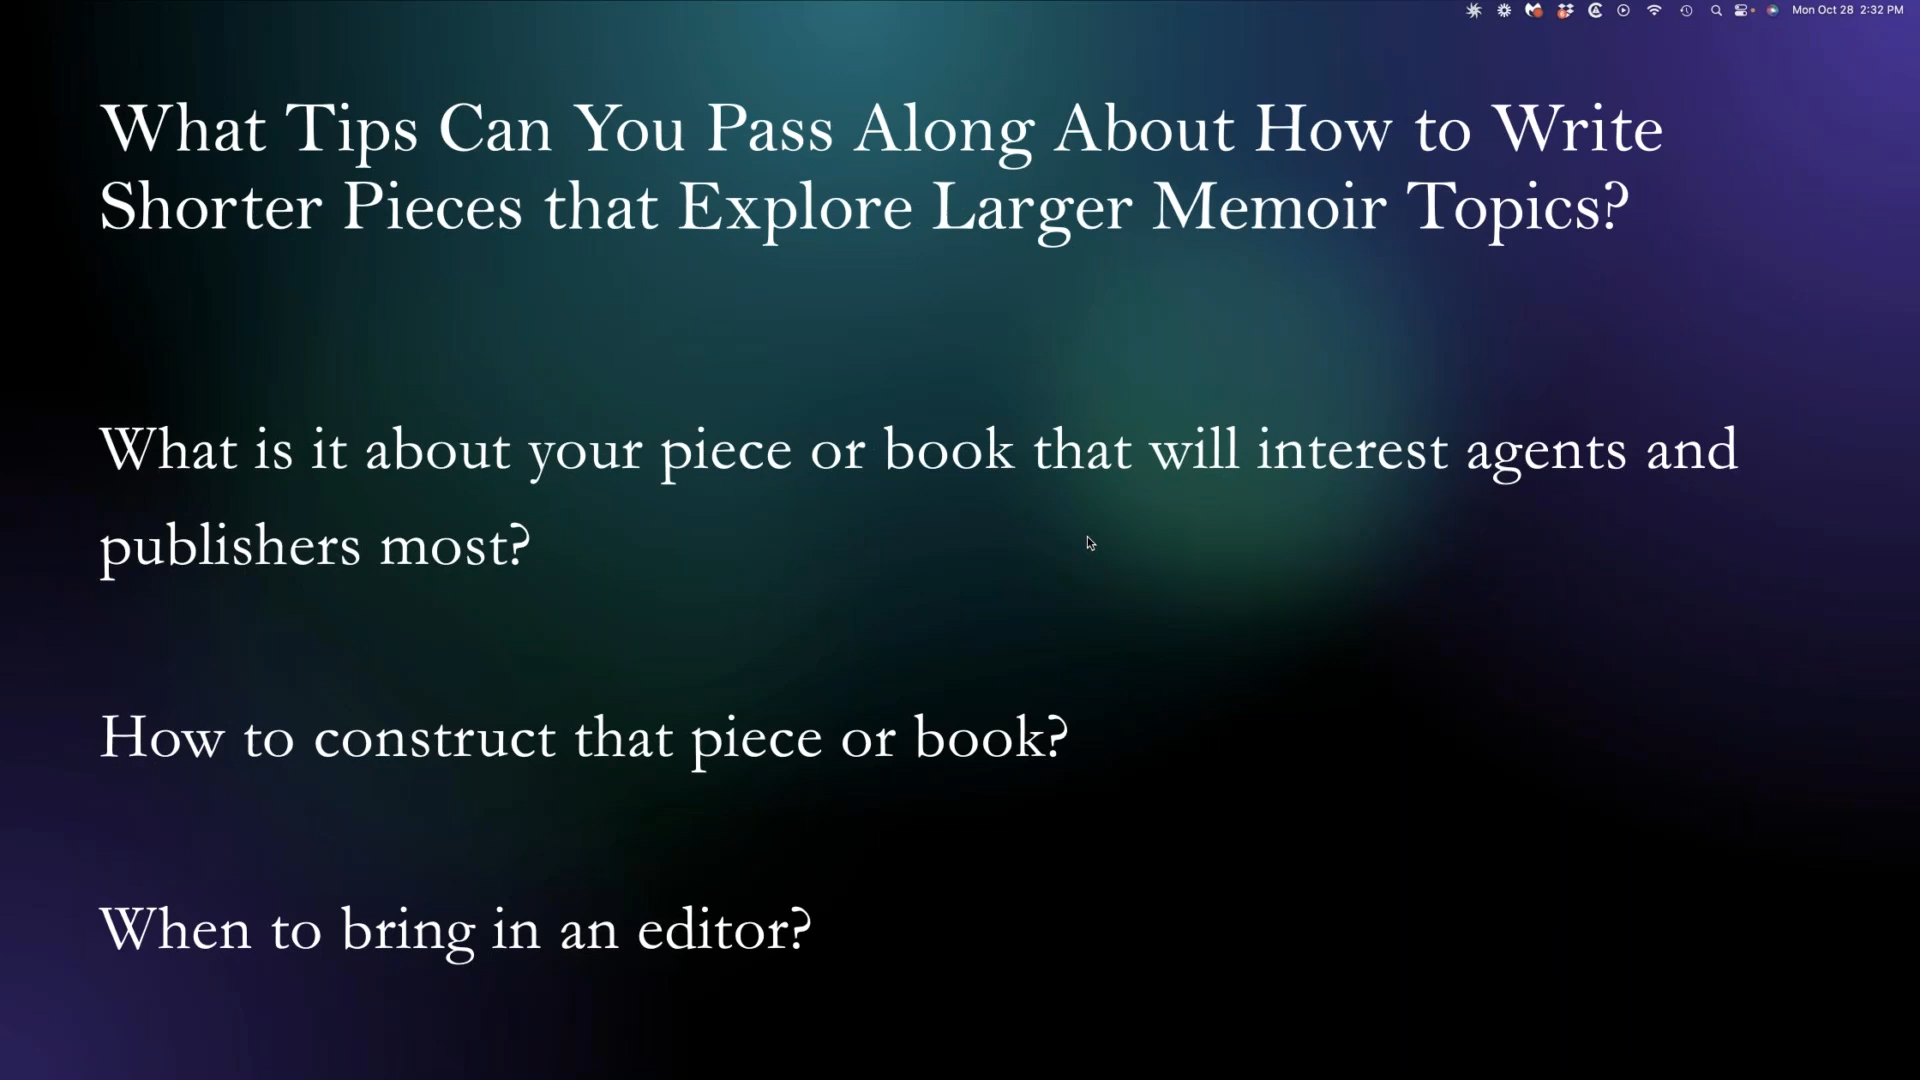 Mon Oct 28 2:32 PM
What Tips Can You Pass Along About How to Write
Shorter Pieces that Explore Larger Memoir Topics?
What is it about your piece or book that will interest agents and
publishers most?
How to construct that piece or book?
When to bring in an editor?